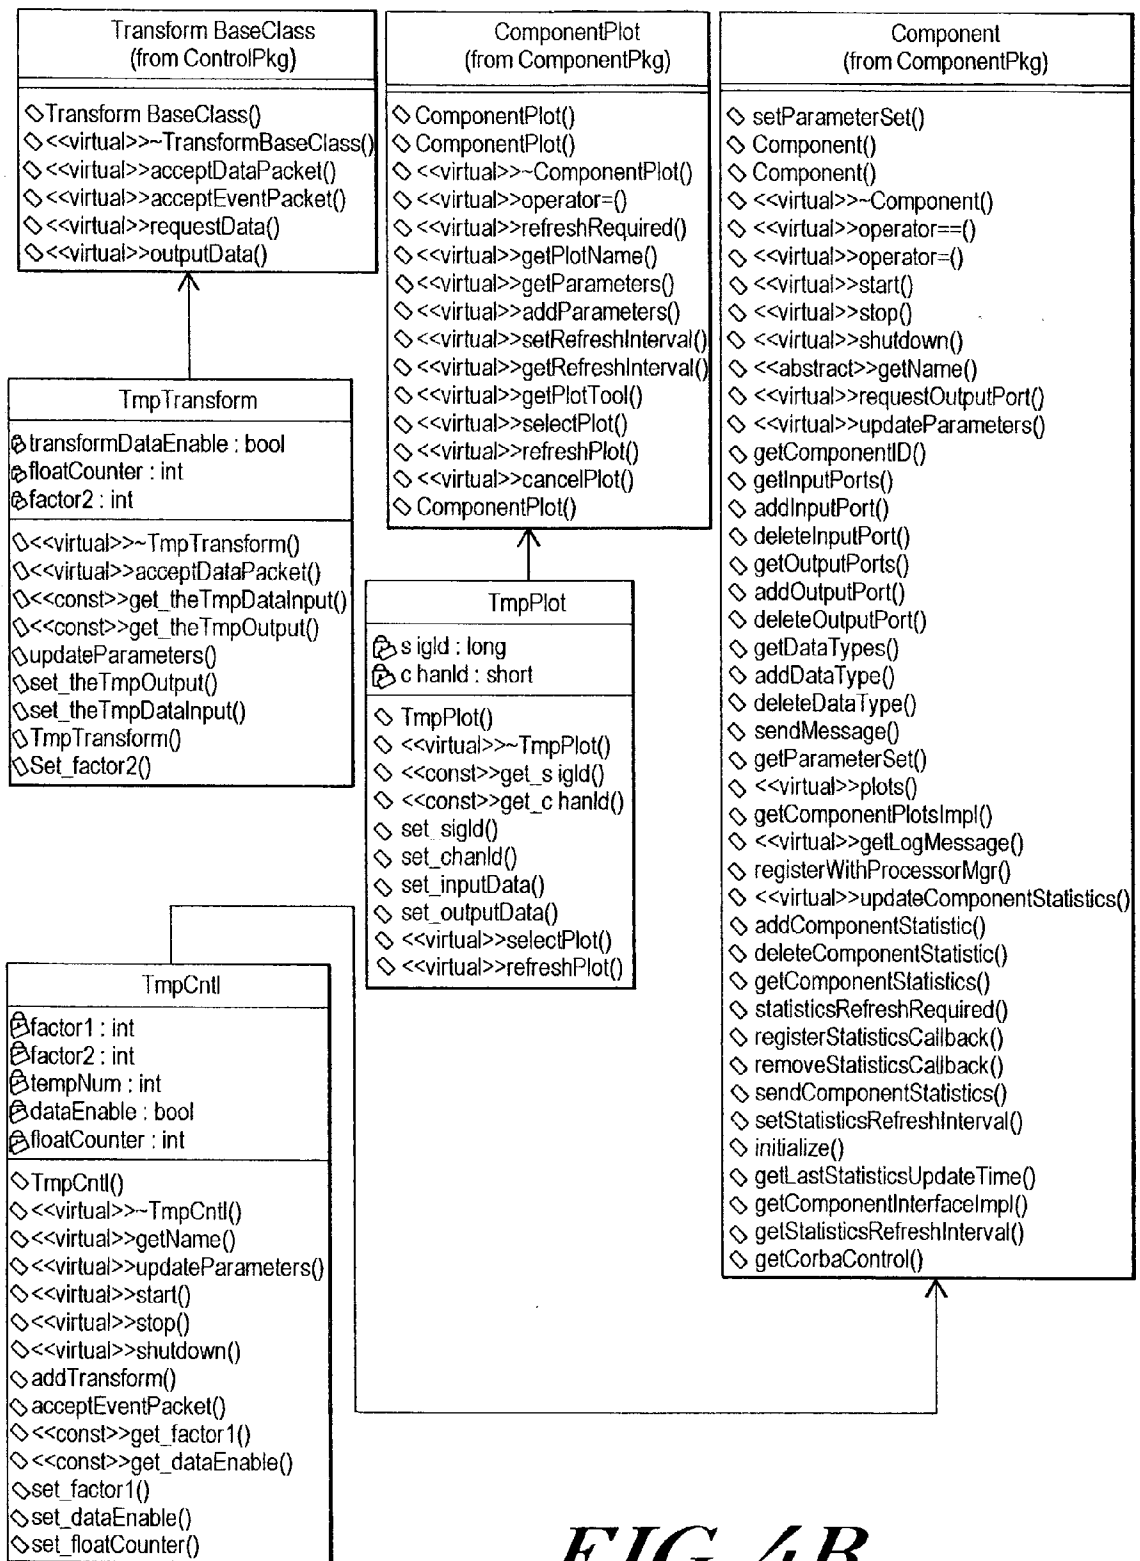 Transform BaseClass
(from ControlPkg)
Transform BaseClass()
<<virtual>>~TransformBaseClass()
<<virtual>>acceptDataPacket()
<<virtual>>acceptEventPacket()
<<virtual>>requestData()
<<virtual>>outputData()
TmpTransform
transformDataEnable : bool
floatCounter : int
factor2 : int
<<virtual>>~TmpTransform()
<<virtual>>acceptDataPacket()
<<const>>get_theTmpDataInput()
<<const>>get_theTmpOutput()
updateParameters()
set_theTmpOutput()
set_theTmpDataInput()
TmpTransform()
Set_factor2()
TmpCntl
factor1 : int
factor2 : int
tempNum : int
dataEnable : bool
floatCounter : int
TmpCntl()
<<virtual>>~TmpCntl()
<<virtual>>getName()
<<virtual>>updateParameters()
<<virtual>>start()
<<virtual>>stop()
<<virtual>>shutdown()
addTransform()
acceptEventPacket()
<<const>>get_factor1()
<<const>>get_dataEnable()
set_factor1()
set_dataEnable()
set_floatCounter()
ComponentPlot
(from ComponentPkg)
ComponentPlot()
ComponentPlot()
<<virtual>>~ComponentPlot()
<<virtual>>operator=()
<<virtual>>refreshRequired()
<<virtual>>getPlotName()
<<virtual>>getParameters()
<<virtual>>addParameters()
<<virtual>>setRefreshInterval()
<<virtual>>getRefreshInterval()
<<virtual>>getPlotTool()
<<virtual>>selectPlot()
<<virtual>>refreshPlot()
<<virtual>>cancelPlot()
ComponentPlot()
TmpPlot
s igId : long
c hanId : short
TmpPlot()
<<virtual>>~TmpPlot()
<<const>>get_s igId()
<<const>>get_c hanId()
set_sigId()
set_chanId()
set_inputData()
set_outputData()
<<virtual>>selectPlot()
<<virtual>>refreshPlot()
Component
(from ComponentPkg)
setParameterSet()
Component()
Component()
<<virtual>>~Component()
<<virtual>>operator==()
<<virtual>>operator=()
<<virtual>>start()
<<virtual>>stop()
<<virtual>>shutdown()
<<abstract>>getName()
<<virtual>>requestOutputPort()
<<virtual>>updateParameters()
getComponentID()
getInputPorts()
addInputPort()
deleteInputPort()
getOutputPorts()
addOutputPort()
deleteOutputPort()
getDataTypes()
addDataType()
deleteDataType()
sendMessage()
getParameterSet()
<<virtual>>plots()
getComponentPlotsImpl()
<<virtual>>getLogMessage()
registerWithProcessorMgr()
<<virtual>>updateComponentStatistics()
addComponentStatistic()
deleteComponentStatistic()
getComponentStatistics()
statisticsRefreshRequired()
registerStatisticsCallback()
removeStatisticsCallback()
sendComponentStatistics()
setStatisticsRefreshInterval()
initialize()
getLastStatisticsUpdateTime()
getComponentInterfaceImpl()
getStatisticsRefreshInterval()
getCorbaControl()
FIG. 4B